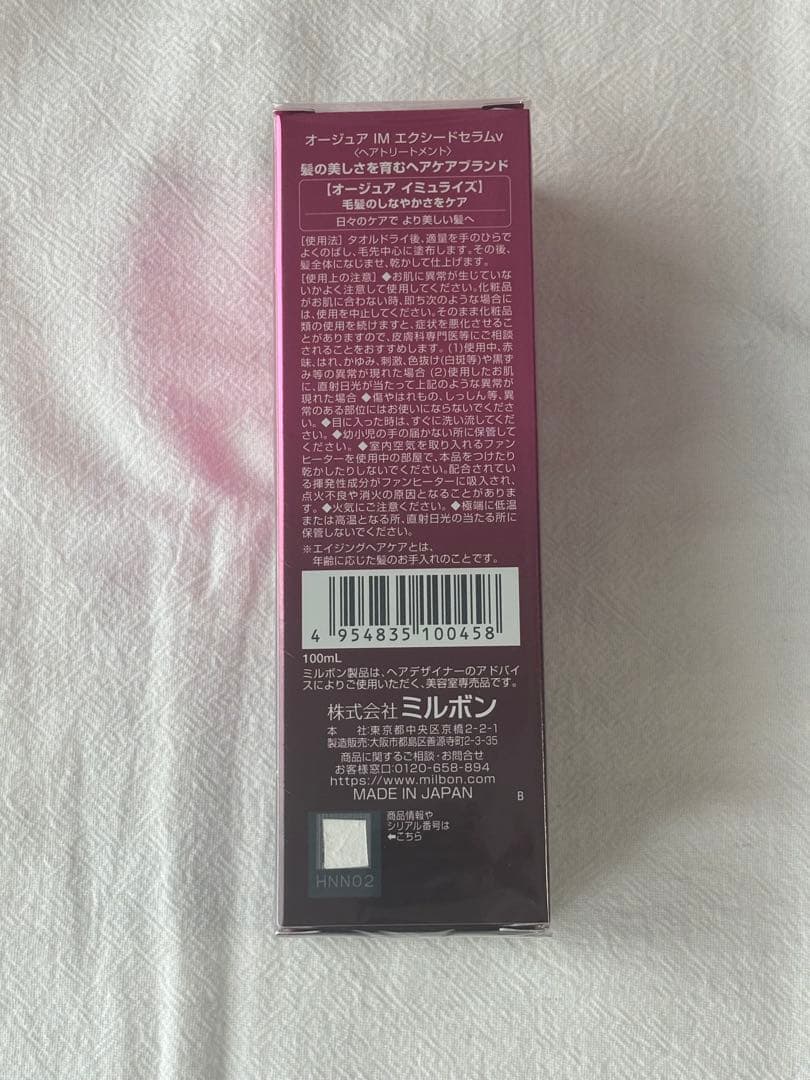 オージュア IM エクシードセラムv
〈ヘアトリートメント〉
髪の美しさを育むヘアケアブランド
【オージュア イミュライズ】
毛髪のしなやかさをケア
日々のケアで より美しい髪へ
[使用法] タオルドライ後、適量を手のひらで
よくのばし、毛先中心に塗布します。その後、
髪全体になじませ、乾かして仕上げます。
[使用上の注意] ◆お肌に異常が生じていな
いかよく注意して使用してください。化粧品
がお肌に合わない時、即ち次のような場合に
は、使用を中止してください。そのまま化粧品
類の使用を続けますと、症状を悪化させるこ
とがありますので、皮膚科専門医等にご相談
されることをおすすめします。(1)使用中、赤
味、はれ、かゆみ、刺激、色抜け(白斑等)や黒ず
み等の異常が現れた場合 (2)使用したお肌
に、直射日光が当たって上記のような異常が
現れた場合 ◆傷やはれもの、しっしん等、異
常のある部位にはお使いにならないでくださ
い。◆目に入った時は、すぐに洗い流してくだ
さい。◆幼小児の手の届かない所に保管して
ください。◆室内空気を取り入れるファン
ヒーターを使用中の部屋で、本品をつけたり
乾かしたりしないでください。配合されてい
る揮発性成分がファンヒーターに吸入され、
点火不良や消火の原因となることがありま
す。◆火気にご注意ください。◆極端に低温
または高温となる所、直射日光の当たる所に
保管しないでください。
※エイジングヘアケアとは、
年齢に応じた髪のお手入れのことです。
4 954835 100458
100mL
ミルボン製品は、ヘアデザイナーのアドバイ
スによりご使用いただく、美容室専売品です。
株式会社 ミルボン
本 社:東京都中央区京橋2-2-1
製造販売:大阪市都島区善源寺町2-3-35
商品に関するご相談・お問合せ
お客様窓口:0120-658-894
https://www.milbon.com
MADE IN JAPAN
B
商品情報や
シリアル番号は
⬅こちら
HNN02